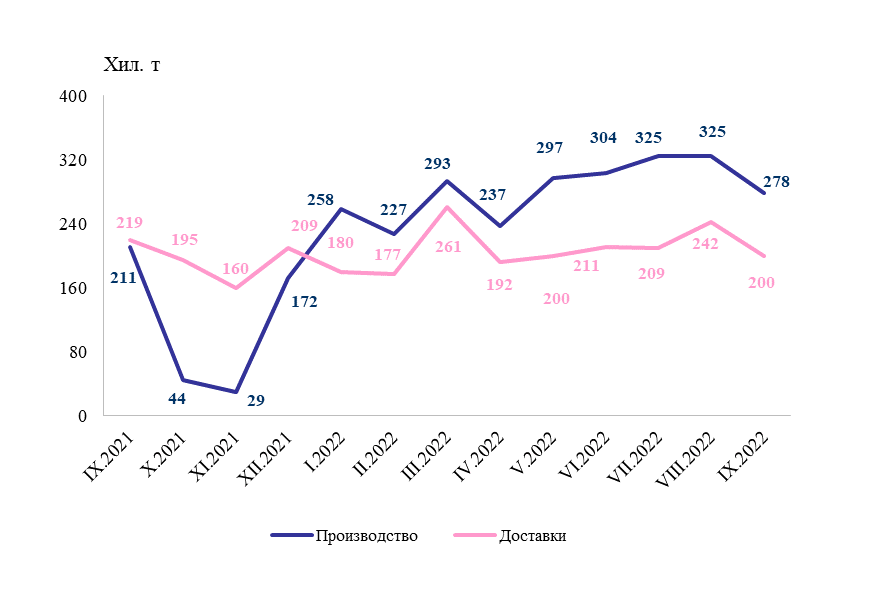 Хил. т
400
320
240
160
80
0
325
325
304
297
293
278
258
237
227
219
211
209
195
180
177
172
160
261
242
211
209
200
200
192
44
29
IX.2021
X.2021
XI.2021
XII.2021
I.2022
II.2022
III.2022
IV.2022
V.2022
VI.2022
VII.2022
VIII.2022
IX.2022
Производство
Доставки